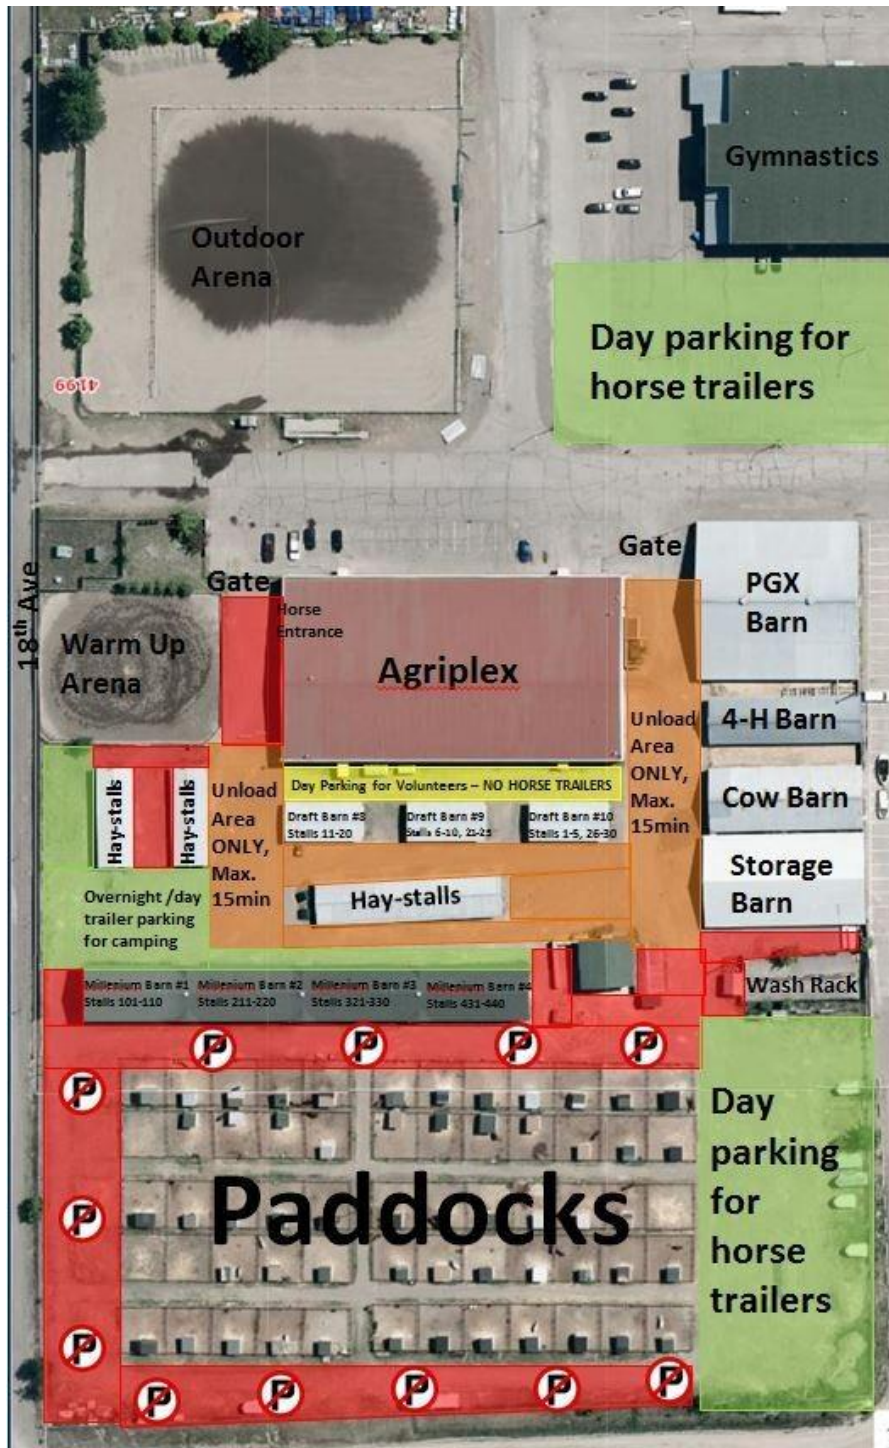 Gymnastics
Outdoor
Arena
Day parking for
horse trailers
4199
18th Ave
Gate
Gate
Horse
Entrance
PGX
Barn
Warm Up
Arena
Agriplex
4-H Barn
Unload
Area
ONLY,
Max.
15min
Hay-stalls
Hay-stalls
Unload
Area
ONLY,
Max.
15min
Day Parking for Volunteers – NO HORSE TRAILERS
Cow Barn
Draft Barn #8
Stalls 11-20
Draft Barn #9
Stalls 6-10, 21-25
Draft Barn #10
Stalls 1-5, 26-30
Storage
Barn
Hay-stalls
Overnight /day
trailer parking
for camping
Millenium Barn #1
Stalls 101-110
Millenium Barn #2
Stalls 211-220
Millenium Barn #3
Stalls 321-330
Millenium Barn #4
Stalls 431-440
Wash Rack
P
P
P
P
P
P
P
P
P
P
P
P
Paddocks
Day
parking
for
horse
trailers